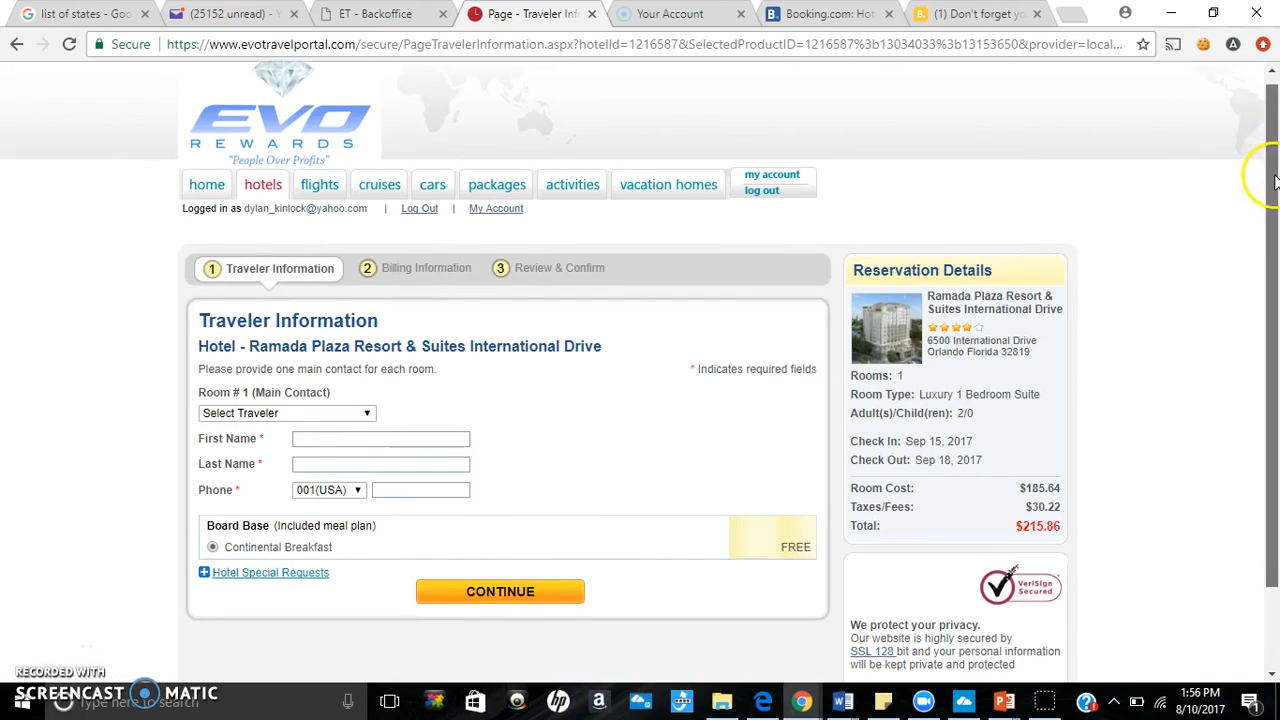 list of states - Goo
(25152 unread) - Y
ET - Backoffice
Page - Traveler Info
Your Account
Booking.com: Ho
(1) Don't forget yo
Secure
https://www.evotravelportal.com/secure/PageTravelerInformation.aspx?hotelId=1216587&SelectedProductID=1216587%3b13034033%3b13153650&provider=local...
EVO
REWARDS
"People Over Profits"
home
hotels
flights
cruises
cars
packages
activities
vacation homes
my account
log out
Logged in as dylan_kinlock@yahoo.com | Log Out | My Account
1 Traveler Information
2 Billing Information
3 Review & Confirm
Traveler Information
Hotel - Ramada Plaza Resort & Suites International Drive
Please provide one main contact for each room.
* Indicates required fields
Room # 1 (Main Contact)
Select Traveler
First Name *
Last Name *
Phone * 001(USA)
Board Base (Included meal plan)
Continental Breakfast FREE
Hotel Special Requests
CONTINUE
Reservation Details
Ramada Plaza Resort &
Suites International Drive
6500 International Drive
Orlando Florida 32819
Rooms: 1
Room Type: Luxury 1 Bedroom Suite
Adult(s)/Child(ren): 2/0
Check In: Sep 15, 2017
Check Out: Sep 18, 2017
Room Cost: $185.64
Taxes/Fees: $30.22
Total: $215.86
VeriSign
Secured
We protect your privacy.
Our website is highly secured by
SSL 128 bit and your personal information
will be kept private and protected
RECORDED WITH
SCREENCAST MATIC
Type here to search
1:56 PM
8/10/2017